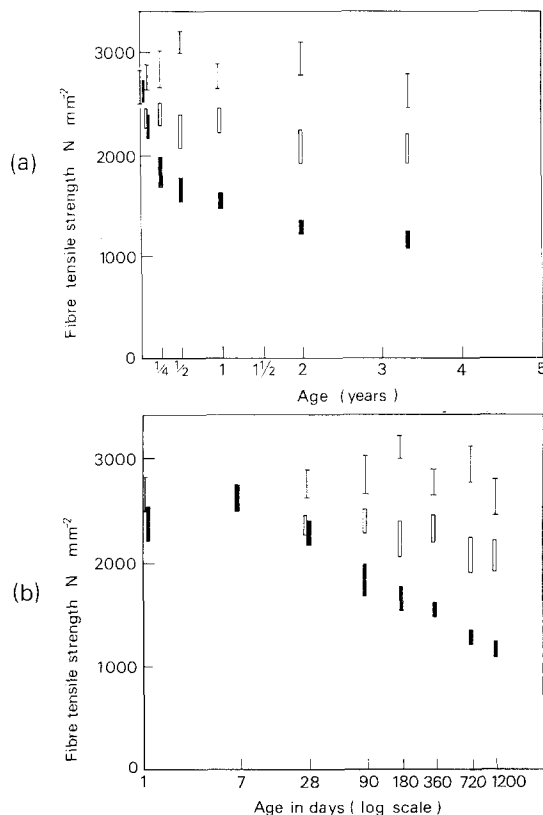 (a)
Fibre tensile strength N mm⁻²
3000
2000
1000
0
¼ ½ 1 1½ 2 3 4 5
Age (years)
(b)
Fibre tensile strength N mm⁻²
3000
2000
1000
0
1 7 28 90 180 360 720 1200
Age in days (log scale)